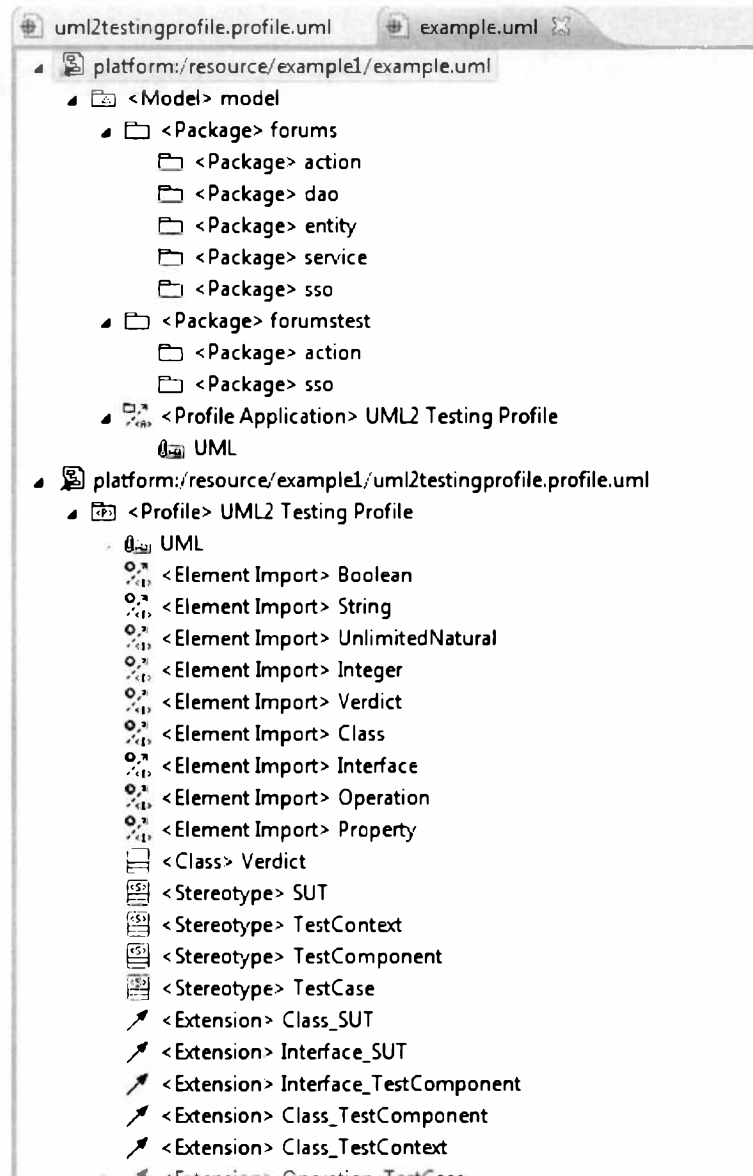 uml2testingprofile.profile.uml example.uml
platform:/resource/example1/example.uml
<Model> model
<Package> forums
<Package> action
<Package> dao
<Package> entity
<Package> service
<Package> sso
<Package> forumstest
<Package> action
<Package> sso
<Profile Application> UML2 Testing Profile
UML
platform:/resource/example1/uml2testingprofile.profile.uml
<Profile> UML2 Testing Profile
UML
<Element Import> Boolean
<Element Import> String
<Element Import> UnlimitedNatural
<Element Import> Integer
<Element Import> Verdict
<Element Import> Class
<Element Import> Interface
<Element Import> Operation
<Element Import> Property
<Class> Verdict
<Stereotype> SUT
<Stereotype> TestContext
<Stereotype> TestComponent
<Stereotype> TestCase
<Extension> Class_SUT
<Extension> Interface_SUT
<Extension> Interface_TestComponent
<Extension> Class_TestComponent
<Extension> Class_TestContext
<Extension> Operation_TestCase